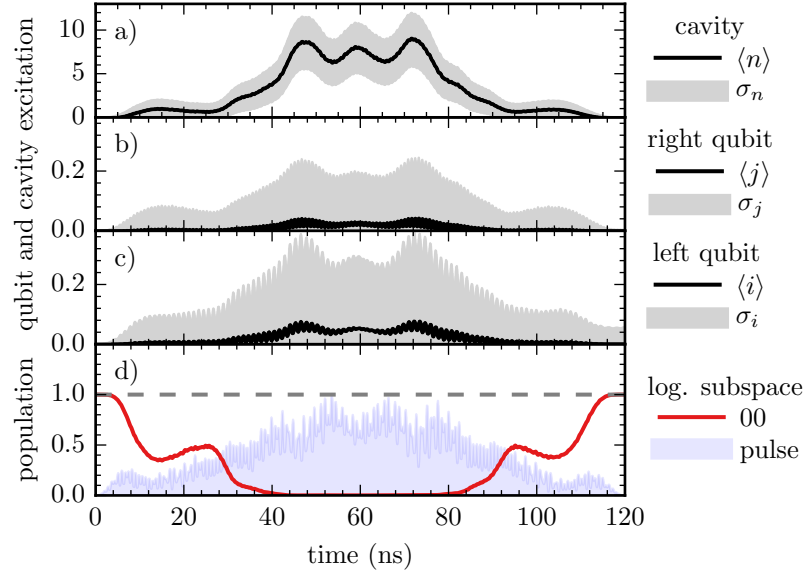 qubit and cavity excitation
population
a)
10
5
0
b)
0.2
0.0
c)
0.2
0.0
d)
1.0
0.5
0.0
0 20 40 60 80 100 120
time (ns)
cavity
⟨n⟩
σₙ
right qubit
⟨j⟩
σⱼ
left qubit
⟨i⟩
σᵢ
log. subspace
00
pulse